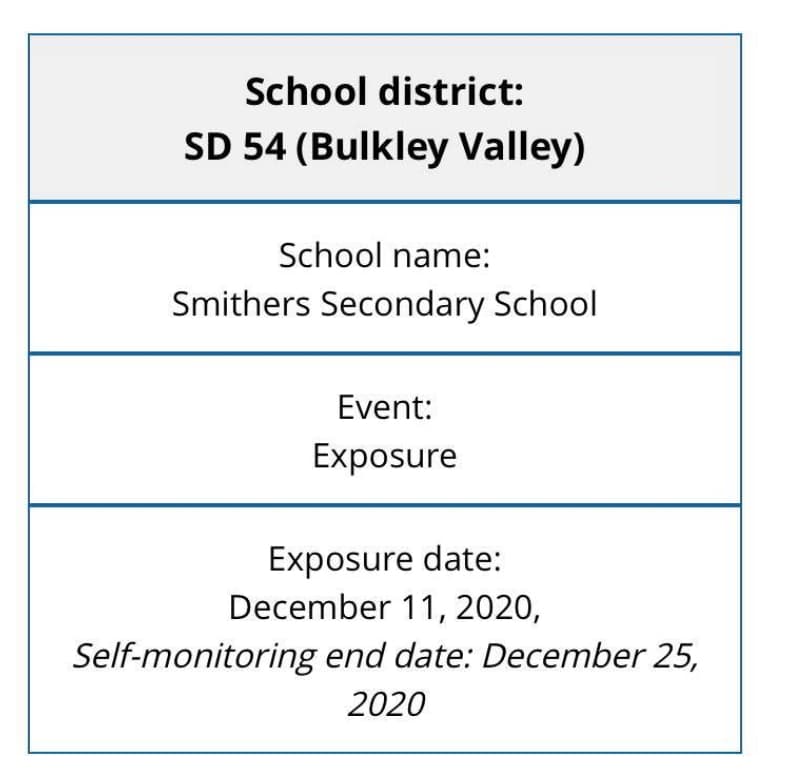 School district:
SD 54 (Bulkley Valley)
School name:
Smithers Secondary School
Event:
Exposure
Exposure date:
December 11, 2020,
Self-monitoring end date: December 25,
2020